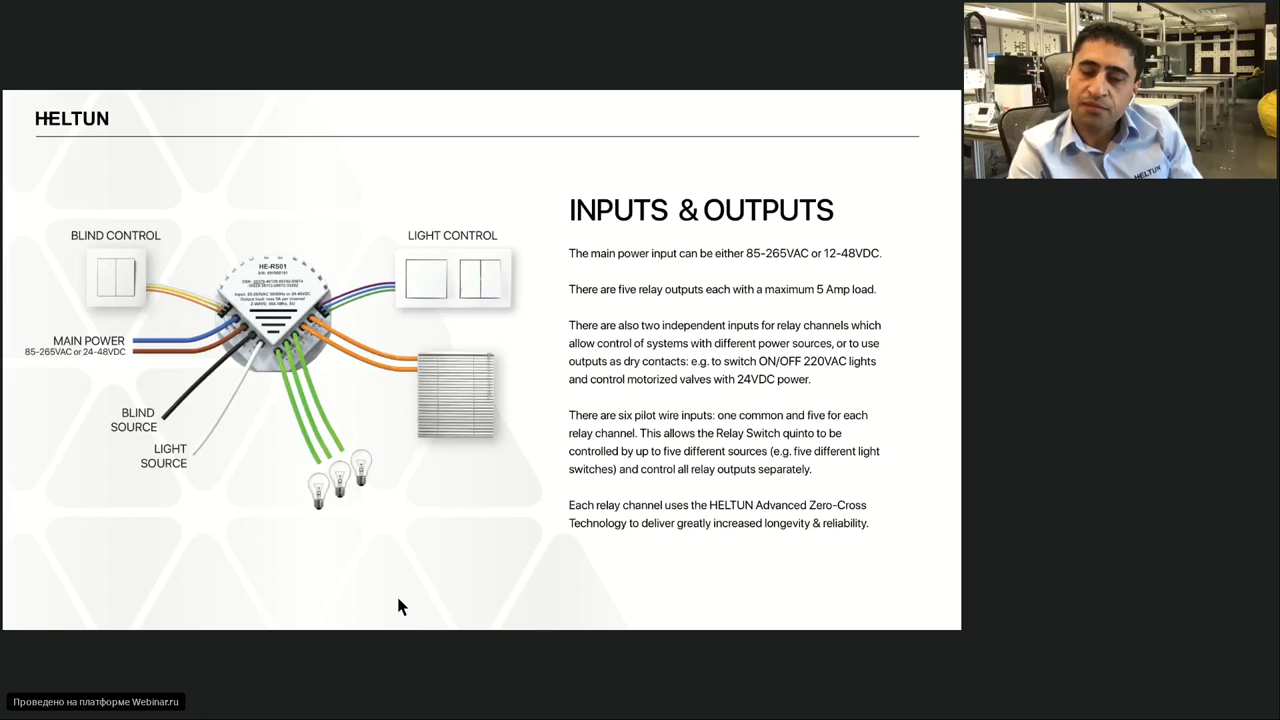 HELTUN
INPUTS & OUTPUTS
BLIND CONTROL
LIGHT CONTROL
HE-RS01
MAIN POWER
85-265VAC or 24-48VDC
BLIND
SOURCE
LIGHT
SOURCE
The main power input can be either 85-265VAC or 12-48VDC.
There are five relay outputs each with a maximum 5 Amp load.
There are also two independent inputs for relay channels which
allow control of systems with different power sources, or to use
outputs as dry contacts: e.g. to switch ON/OFF 220VAC lights
and control motorized valves with 24VDC power.
There are six pilot wire inputs: one common and five for each
relay channel. This allows the Relay Switch quinto to be
controlled by up to five different sources (e.g. five different light
switches) and control all relay outputs separately.
Each relay channel uses the HELTUN Advanced Zero-Cross
Technology to deliver greatly increased longevity & reliability.
HELTUN
Проведено на платформе Webinar.ru